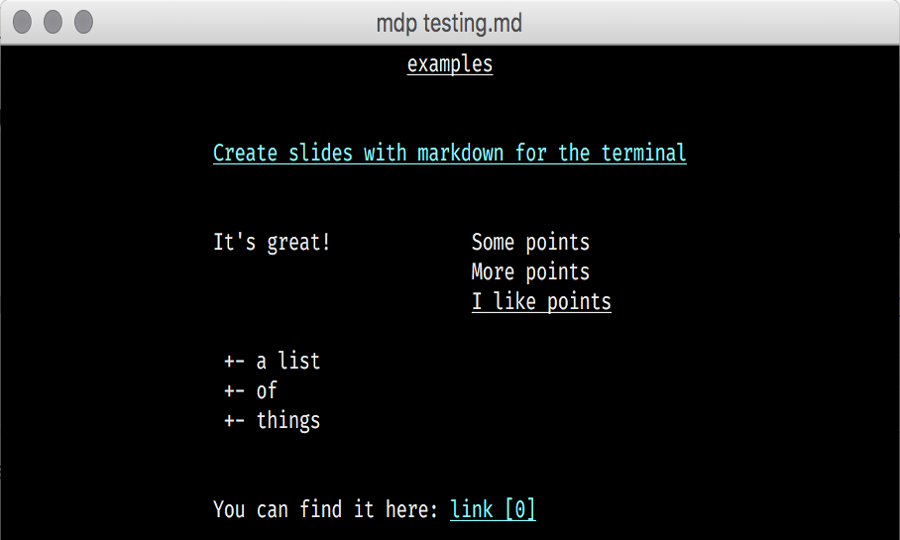 mdp testing.md
examples
Create slides with markdown for the terminal
It's great!
Some points
More points
I like points
+- a list
+- of
+- things
You can find it here: link [0]